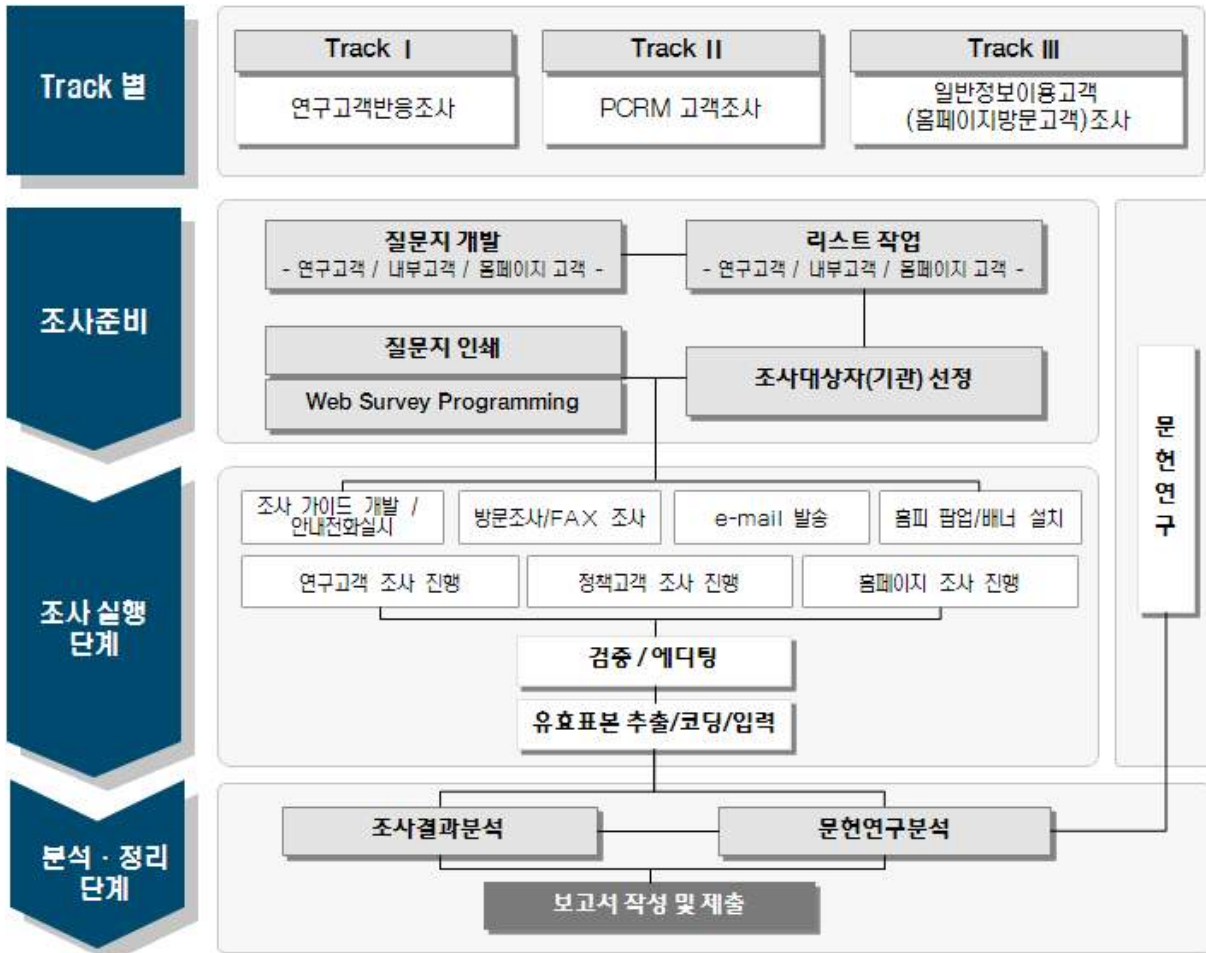 Track 별
Track Ⅰ
연구고객반응조사
Track Ⅱ
PCRM 고객조사
Track Ⅲ
일반정보이용고객
(홈페이지방문고객)조사
조사준비
질문지 개발
- 연구고객 / 내부고객 / 홈페이지 고객 -
리스트 작업
- 연구고객 / 내부고객 / 홈페이지 고객 -
질문지 인쇄
Web Survey Programming
조사대상자(기관) 선정
문
헌
연
구
조사 실행
단계
조사 가이드 개발 /
안내전화실시
방문조사/FAX 조사
e-mail 발송
홈피 팝업/배너 설치
연구고객 조사 진행
정책고객 조사 진행
홈페이지 조사 진행
검증 / 에디팅
유효표본 추출/코딩/입력
분석 · 정리
단계
조사결과분석
문헌연구분석
보고서 작성 및 제출